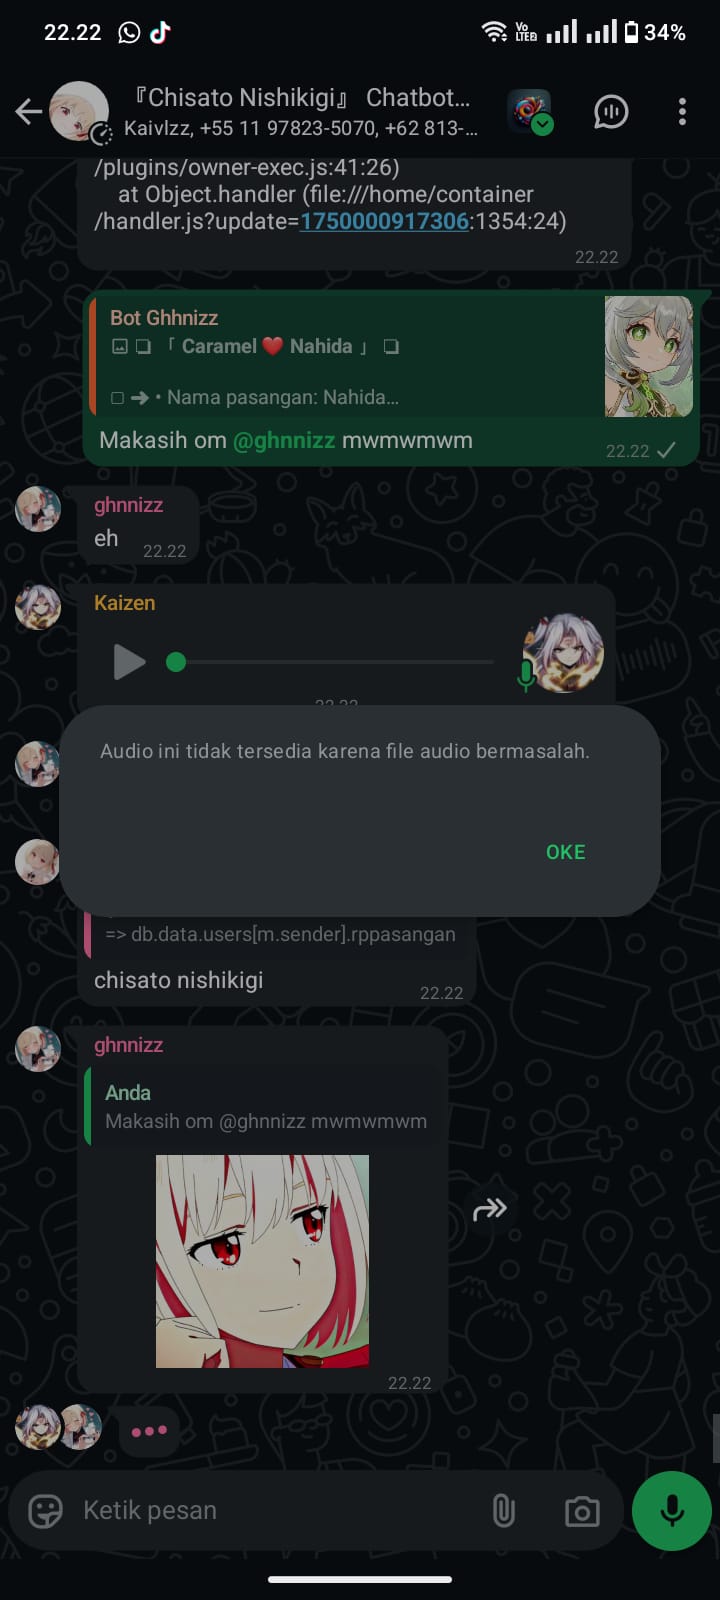 22.22
Vo
LTE2
34%
『Chisato Nishikigi』 Chatbot...
Kaivlzz, +55 11 97823-5070, +62 813-...
/plugins/owner-exec.js:41:26)
at Object.handler (file:///home/container
/handler.js?update=1750000917306:1354:24)
22.22
Bot Ghhnizz
❏ 「 Caramel❤️ Nahida 」 ❏
□ ➜ • Nama pasangan: Nahida...
Makasih om @ghnnizz mwmwmwm
22.22
ghnnizz
eh
22.22
Kaizen
22.22
Audio ini tidak tersedia karena file audio bermasalah.
OKE
=> db.data.users[m.sender].rppasangan
chisato nishikigi
22.22
ghnnizz
Anda
Makasih om @ghnnizz mwmwmwm
22.22
Ketik pesan